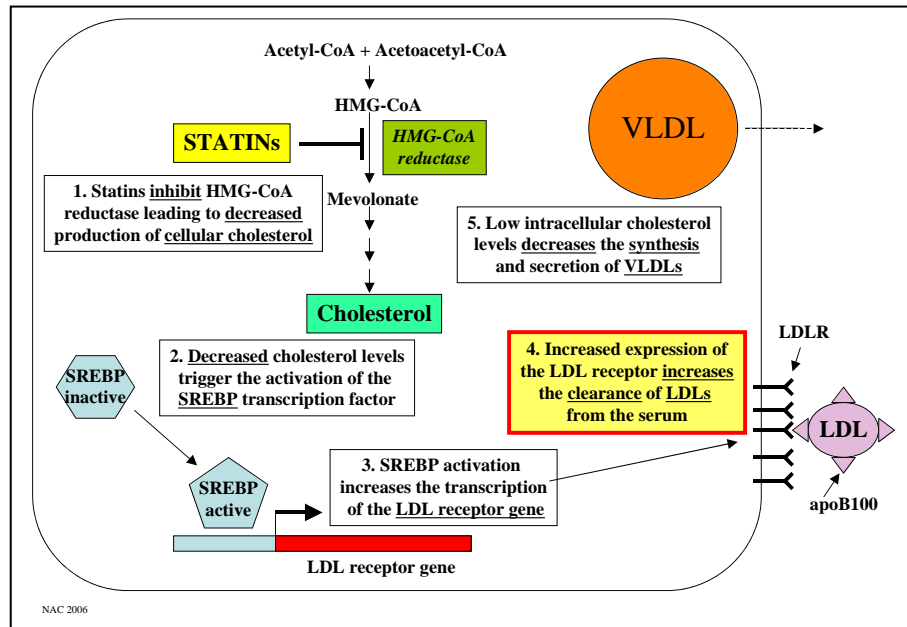 Acetyl-CoA + Acetoacetyl-CoA
HMG-CoA
STATINs
HMG-CoA
reductase
VLDL
1. Statins inhibit HMG-CoA
reductase leading to decreased
production of cellular cholesterol
Mevolonate
5. Low intracellular cholesterol
levels decreases the synthesis
and secretion of VLDLs
Cholesterol
2. Decreased cholesterol levels
trigger the activation of the
SREBP transcription factor
SREBP
inactive
4. Increased expression of
the LDL receptor increases
the clearance of LDLs
from the serum
LDLR
LDL
apoB100
3. SREBP activation
increases the transcription
of the LDL receptor gene
SREBP
active
LDL receptor gene
NAC 2006